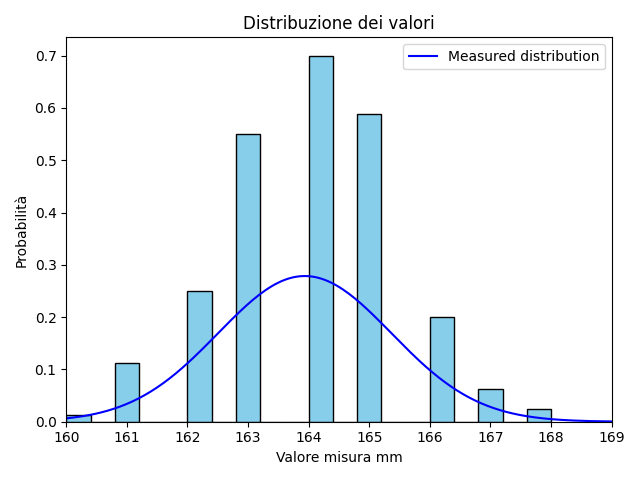 Distribuzione dei valori
Measured distribution
0.7
0.6
0.5
0.4
0.3
0.2
0.1
0.0
Probabilità
160 161 162 163 164 165 166 167 168 169
Valore misura mm